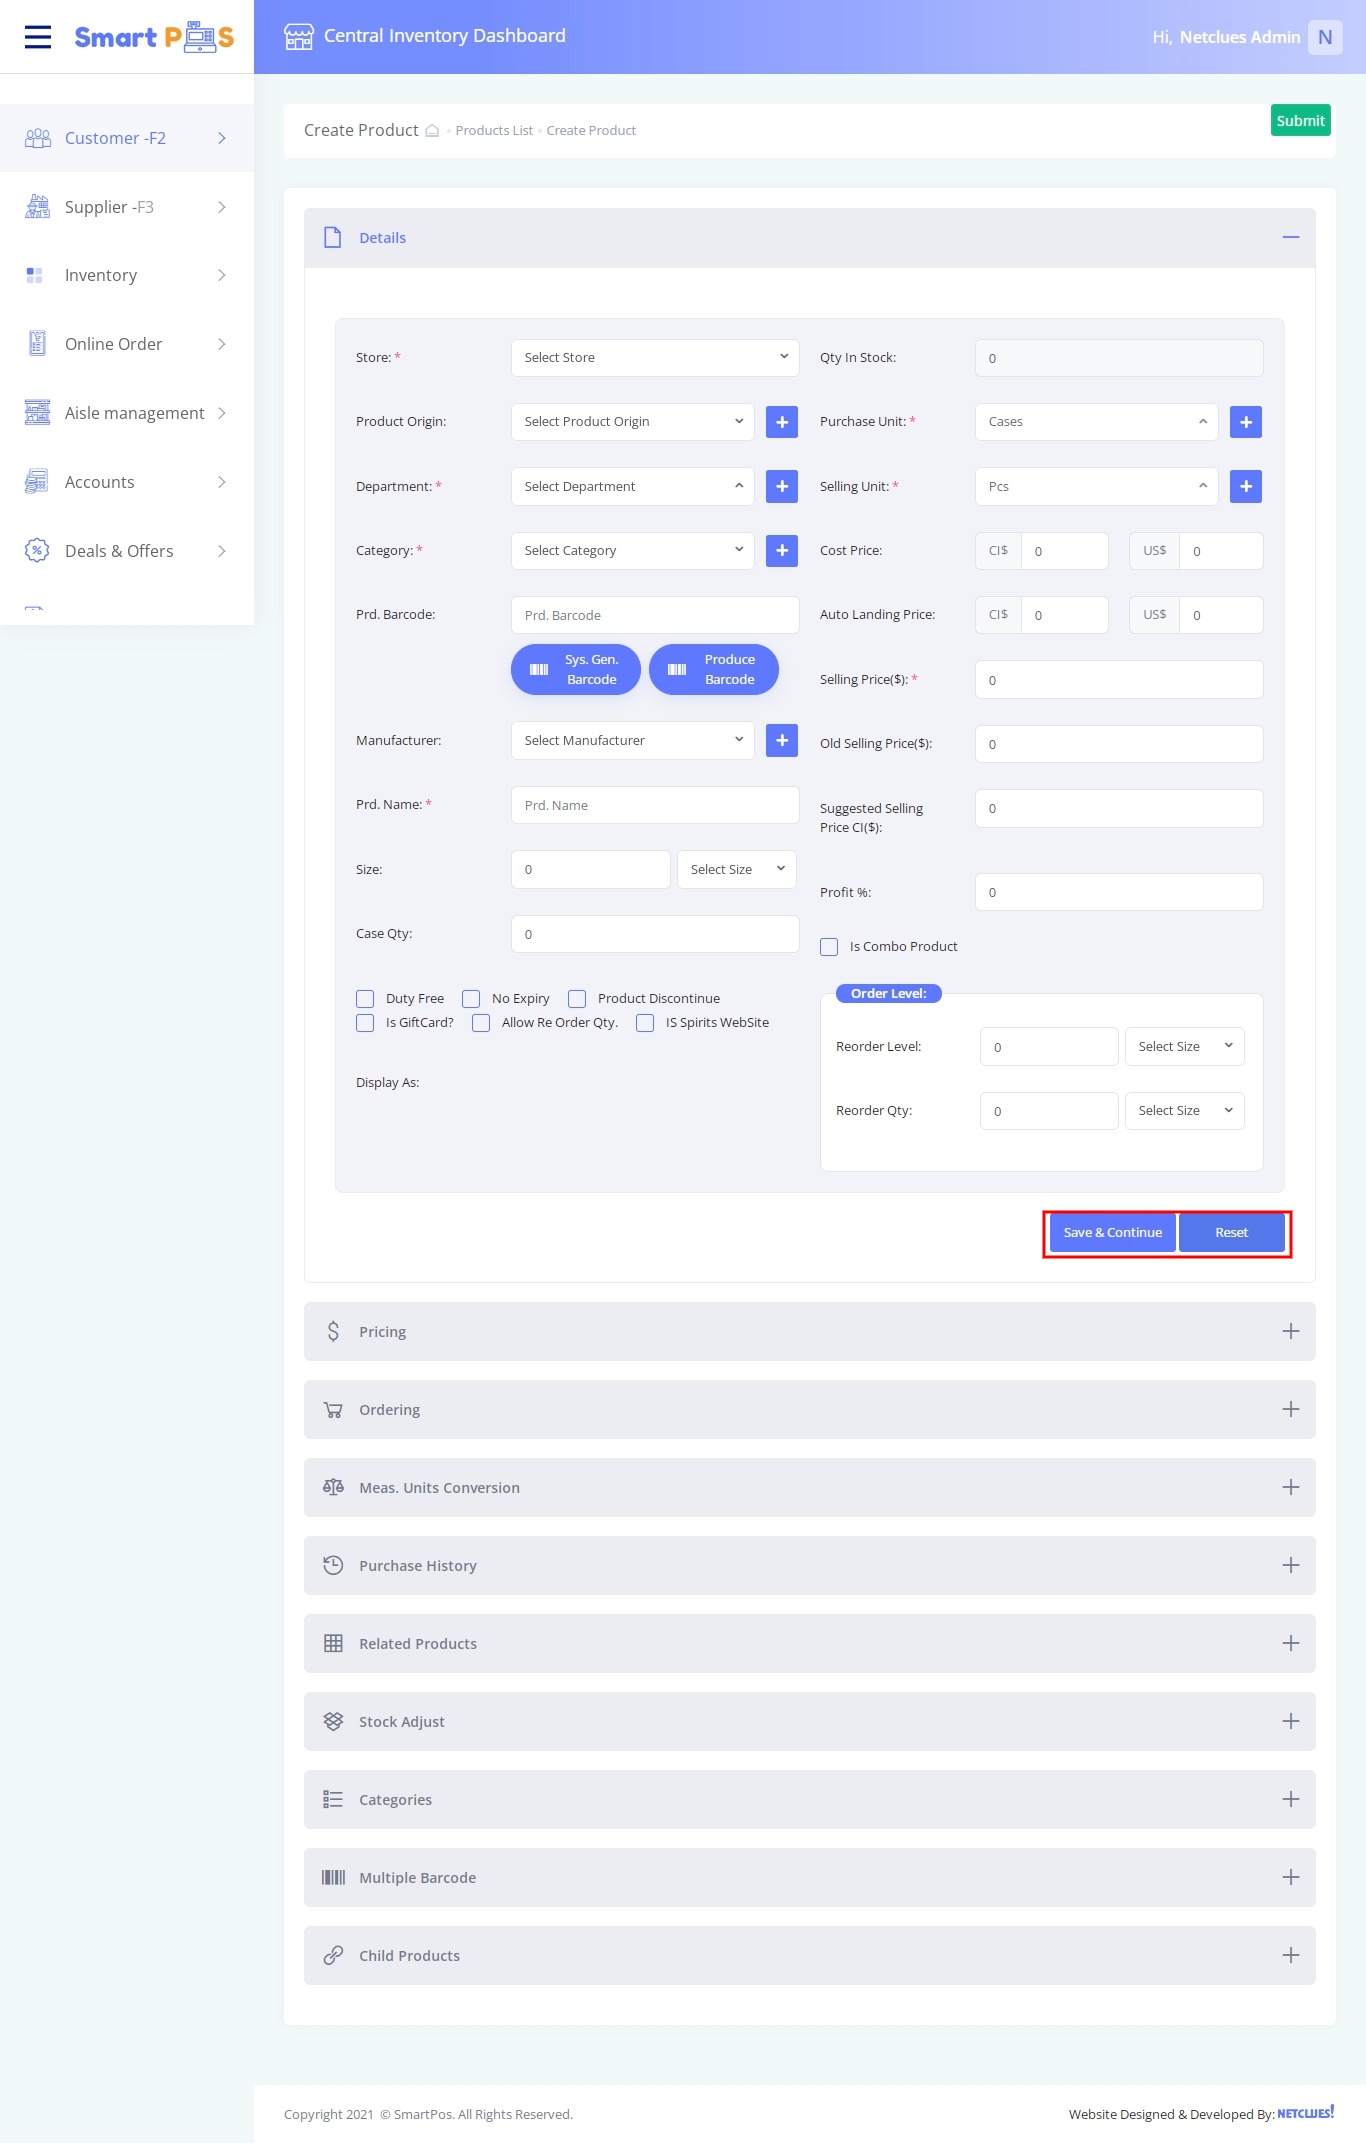 Smart POS
Central Inventory Dashboard
Hi, Netclues Admin N
Customer -F2
Supplier -F3
Inventory
Online Order
Aisle management
Accounts
Deals & Offers
Create Product Products List Create Product
Submit
Details
Store: * Select Store
Product Origin: Select Product Origin +
Department: * Select Department +
Category: * Select Category +
Prd. Barcode: Prd. Barcode
Sys. Gen.
Barcode
Produce
Barcode
Manufacturer: Select Manufacturer +
Prd. Name: * Prd. Name
Size: 0 Select Size
Case Qty: 0
Duty Free No Expiry Product Discontinue
Is GiftCard? Allow Re Order Qty. IS Spirits WebSite
Display As:
Qty In Stock: 0
Purchase Unit: * Cases +
Selling Unit: * Pcs +
Cost Price: CI$ 0 US$ 0
Auto Landing Price: CI$ 0 US$ 0
Selling Price($): * 0
Old Selling Price($): 0
Suggested Selling
Price CI($): 0
Profit %: 0
Is Combo Product
Order Level:
Reorder Level: 0 Select Size
Reorder Qty: 0 Select Size
Save & Continue Reset
Pricing
Ordering
Meas. Units Conversion
Purchase History
Related Products
Stock Adjust
Categories
Multiple Barcode
Child Products
Copyright 2021 © SmartPos. All Rights Reserved.
Website Designed & Developed By: NETCLUES!